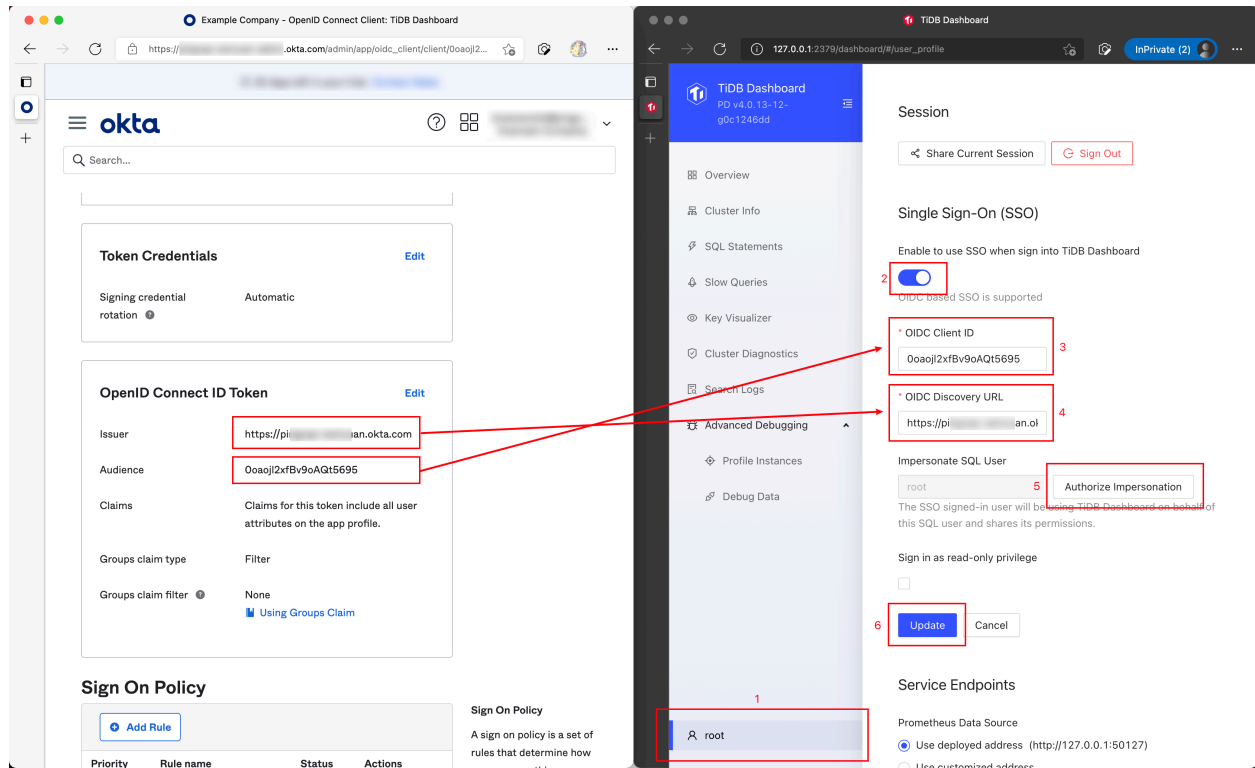 Example Company - OpenID Connect Client: TiDB Dashboard
https:// .okta.com/admin/app/oidc_client/client/0oaojl2...
okta
Search...
Token Credentials
Edit
Signing credential rotation
Automatic
OpenID Connect ID Token
Edit
Issuer
https://pi an.okta.com
Audience
0oaojl2xfBv9oAQt5695
Claims
Claims for this token include all user
attributes on the app profile.
Groups claim type
Filter
Groups claim filter
None
Using Groups Claim
Sign On Policy
Add Rule
Priority
Rule name
Status
Actions
Sign On Policy
A sign on policy is a set of
rules that determine how
TiDB Dashboard
127.0.0.1:2379/dashboard/#/user_profile
InPrivate (2)
TiDB Dashboard
PD v4.0.13-12-
g0c1246dd
Overview
Cluster Info
SQL Statements
Slow Queries
Key Visualizer
Cluster Diagnostics
Search Logs
Advanced Debugging
Profile Instances
Debug Data
1
root
Session
Share Current Session
Sign Out
Single Sign-On (SSO)
Enable to use SSO when sign into TiDB Dashboard
2
OIDC based SSO is supported
* OIDC Client ID
0oaojl2xfBv9oAQt5695
3
* OIDC Discovery URL
https://pi an.ok
4
Impersonate SQL User
root
5
Authorize Impersonation
The SSO signed-in user will be using TiDB Dashboard on behalf of
this SQL user and shares its permissions.
Sign in as read-only privilege
6
Update
Cancel
Service Endpoints
Prometheus Data Source
Use deployed address (http://127.0.0.1:50127)
Use customized address